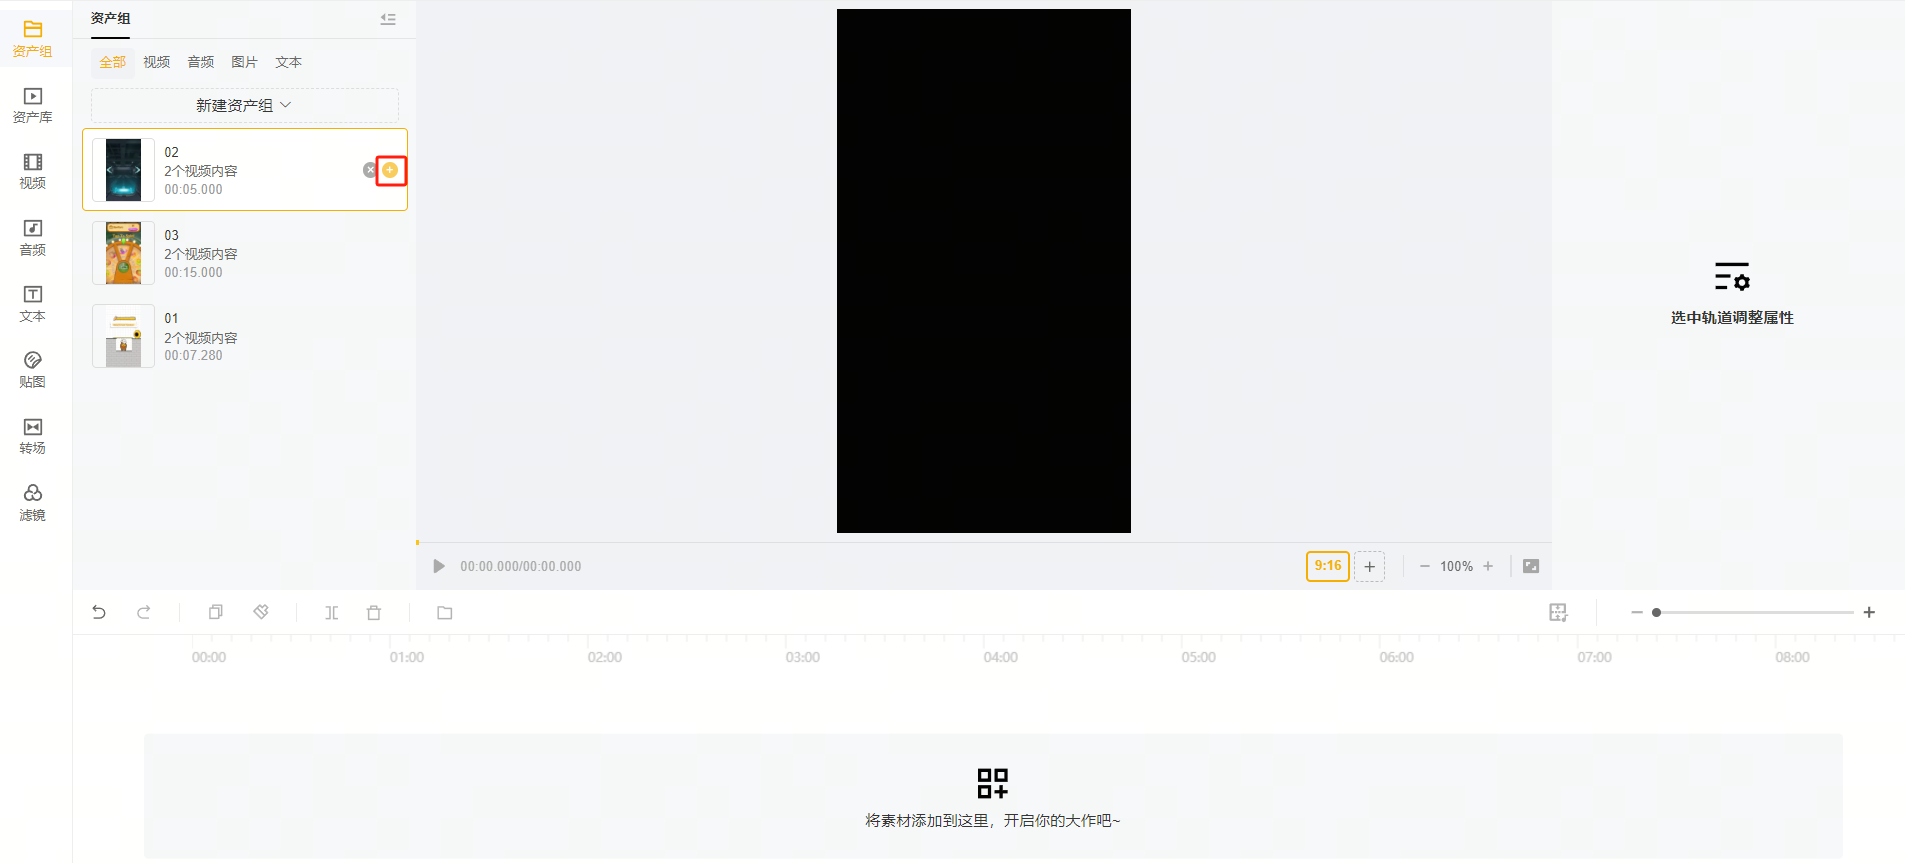 资产组
资产库
视频
音频
文本
贴图
转场
滤镜
资产组
全部 视频 音频 图片 文本
新建资产组
02
2个视频内容
00:05.000
03
2个视频内容
00:15.000
01
2个视频内容
00:07.280
00:00.000/00:00.000
9:16
100%
选中轨道调整属性
00:00 01:00 02:00 03:00 04:00 05:00 06:00 07:00 08:00
将素材添加到这里，开启你的大作吧~